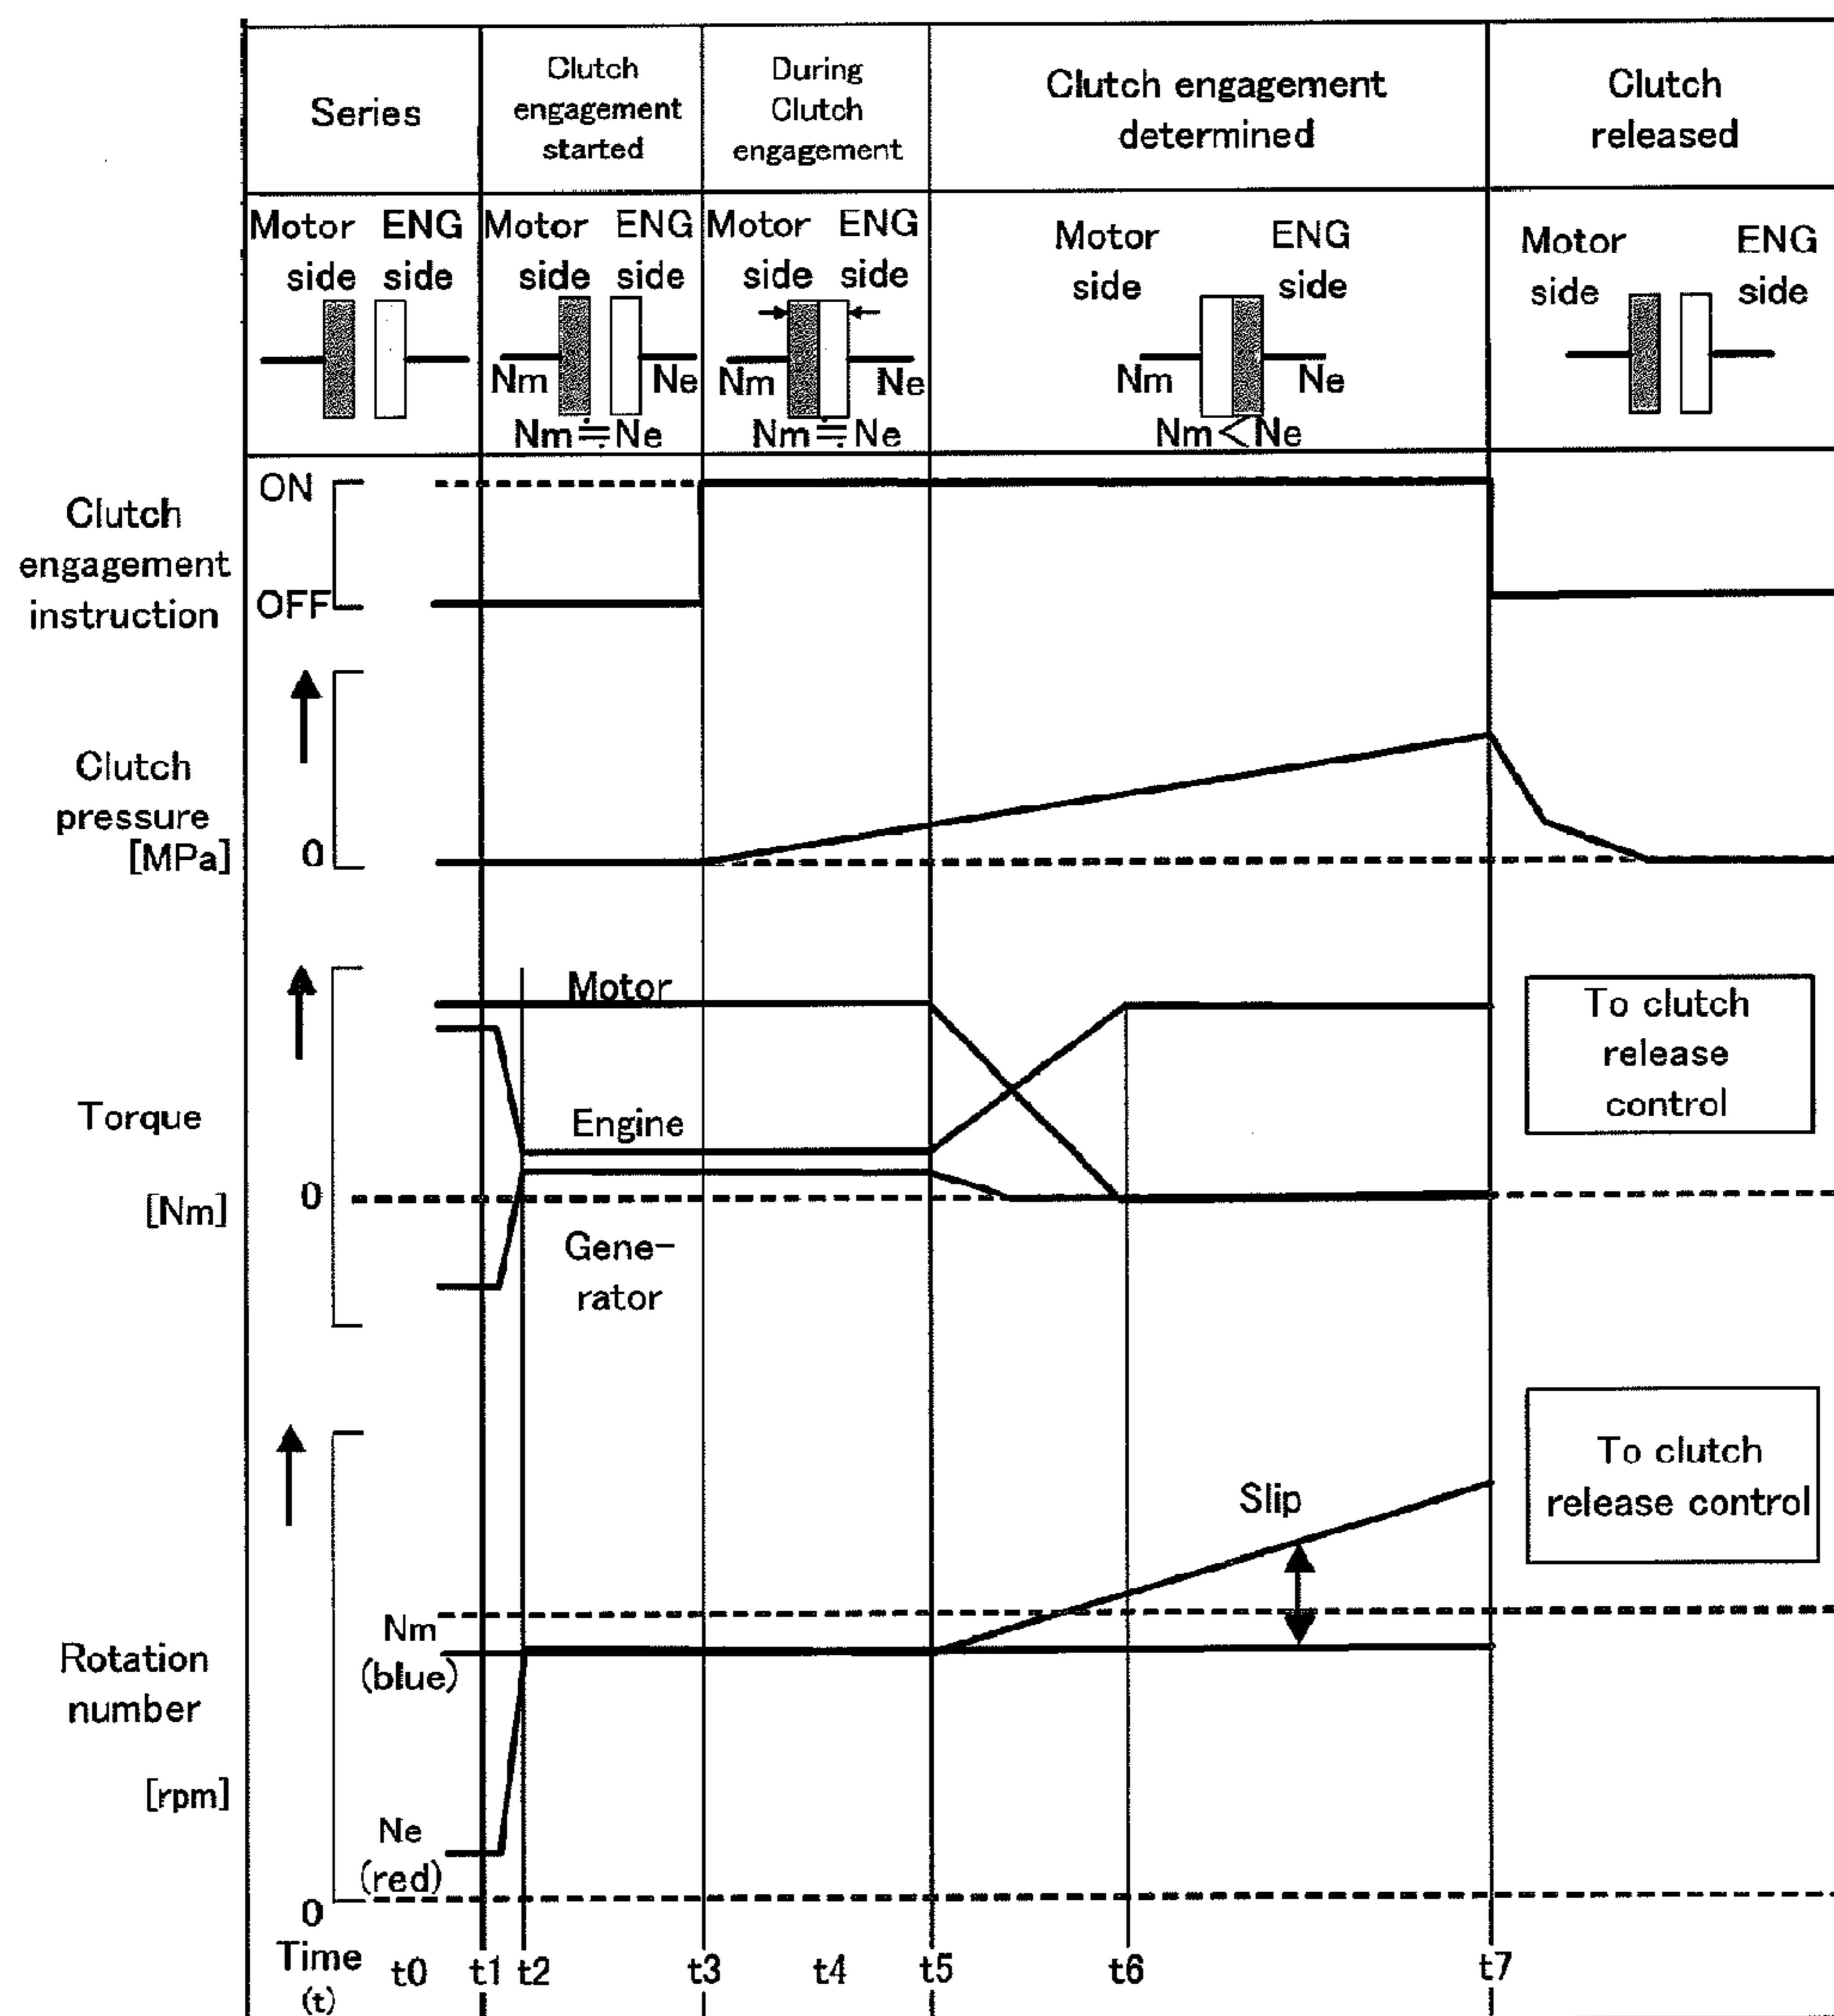 Series
Clutch
engagement
started
During
Clutch
engagement
Clutch engagement
determined
Clutch
released
Motor
side
ENG
side
Motor
side
ENG
side
Nm
Ne
Nm≒Ne
Motor
side
ENG
side
Nm
Ne
Nm≒Ne
Motor
side
ENG
side
Nm
Ne
Nm<Ne
Motor
side
ENG
side
Clutch
engagement
instruction
ON
OFF
Clutch
pressure
[MPa]
0
Torque
[Nm]
0
Motor
Engine
Gene-
rator
To clutch
release
control
Rotation
number
[rpm]
Nm
(blue)
Ne
(red)
0
Slip
To clutch
release control
Time
(t)
t0
t1
t2
t3
t4
t5
t6
t7